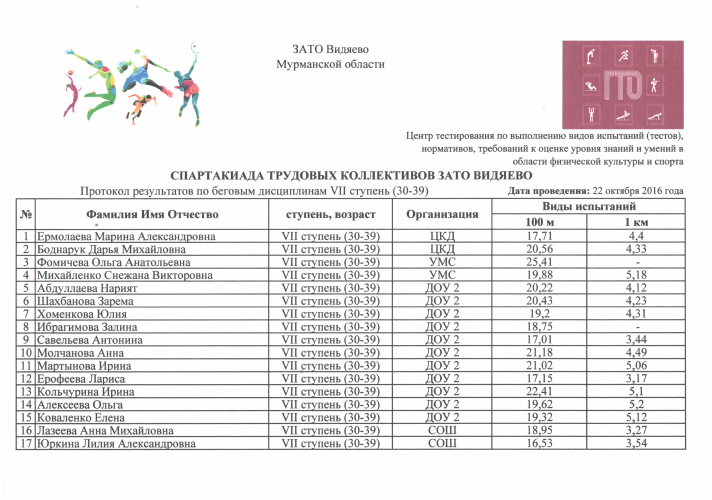 ЗАТО Видяево
Мурманской области
ГТО
Центр тестирования по выполнению видов испытаний (тестов),
нормативов, требований к оценке уровня знаний и умений в
области физической культуры и спорта
СПАРТАКИАДА ТРУДОВЫХ КОЛЛЕКТИВОВ ЗАТО ВИДЯЕВО
Протокол результатов по беговым дисциплинам VII ступень (30-39) Дата проведения: 22 октября 2016 года
№ Фамилия Имя Отчество ступень, возраст Организация Виды испытаний
100 м 1 км
1 Ермолаева Марина Александровна VII ступень (30-39) ЦКД 17,71 4,4
2 Боднарук Дарья Михайловна VII ступень (30-39) ЦКД 20,56 4,33
3 Фомичева Ольга Анатольевна VII ступень (30-39) УМС 25,41 -
4 Михайленко Снежана Викторовна VII ступень (30-39) УМС 19,88 5,18
5 Абдуллаева Нарият VII ступень (30-39) ДОУ 2 20,22 4,12
6 Шахбанова Зарема VII ступень (30-39) ДОУ 2 20,43 4,23
7 Хоменкова Юлия VII ступень (30-39) ДОУ 2 19,2 4,31
8 Ибрагимова Залина VII ступень (30-39) ДОУ 2 18,75 -
9 Савельева Антонина VII ступень (30-39) ДОУ 2 17,01 3,44
10 Молчанова Анна VII ступень (30-39) ДОУ 2 21,18 4,49
11 Мартынова Ирина VII ступень (30-39) ДОУ 2 21,02 5,06
12 Ерофеева Лариса VII ступень (30-39) ДОУ 2 17,15 3,17
13 Кольчурина Ирина VII ступень (30-39) ДОУ 2 22,41 5,1
14 Алексеева Ольга VII ступень (30-39) ДОУ 2 19,62 5,2
15 Коваленко Елена VII ступень (30-39) ДОУ 2 19,32 5,12
16 Лазеева Анна Михайловна VII ступень (30-39) СОШ 18,95 3,27
17 Юркина Лилия Александровна VII ступень (30-39) СОШ 16,53 3,54